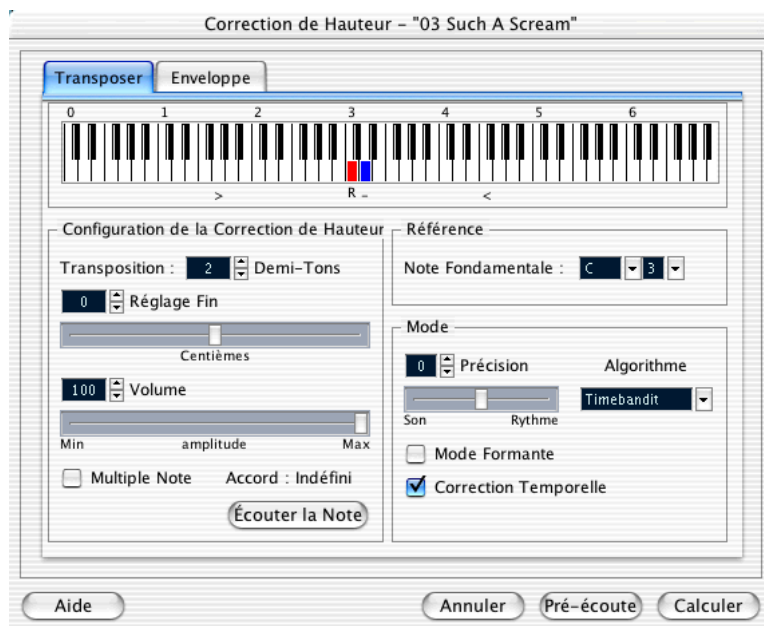 Correction de Hauteur – "03 Such A Scream"
Transposer Enveloppe
0 1 2 3 4 5 6
> R – <
Configuration de la Correction de Hauteur
Transposition : 2 Demi-Tons
0 Réglage Fin
Centièmes
100 Volume
Min amplitude Max
Multiple Note Accord : Indéfini
Écouter la Note
Référence
Note Fondamentale : C 3
Mode
0 Précision Algorithme
Timebandit
Son Rythme
Mode Formante
Correction Temporelle
Aide Annuler Pré-écoute Calculer